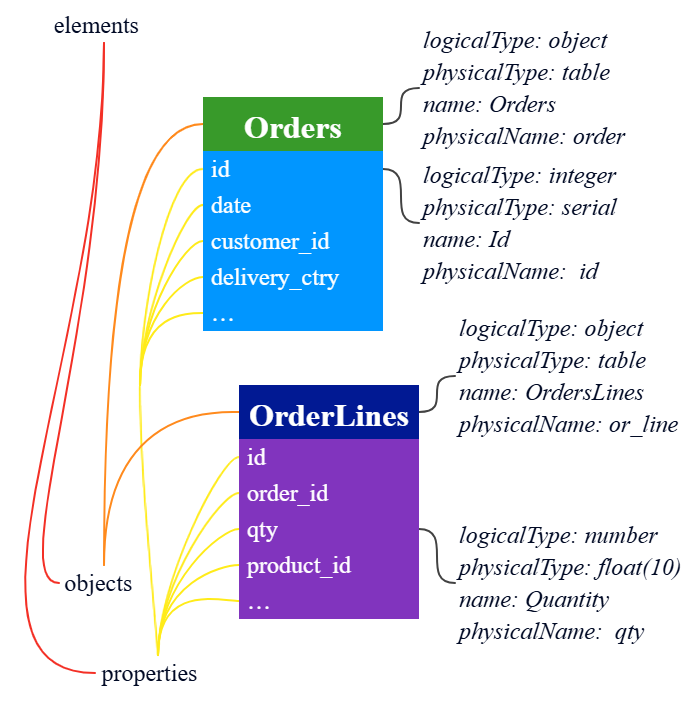 elements
logicalType: object
physicalType: table
name: Orders
physicalName: order
Orders
id
date
customer_id
delivery_ctry
...
logicalType: integer
physicalType: serial
name: Id
physicalName: id
logicalType: object
physicalType: table
name: OrdersLines
physicalName: or_line
OrderLines
id
order_id
qty
product_id
...
logicalType: number
physicalType: float(10)
name: Quantity
physicalName: qty
objects
properties